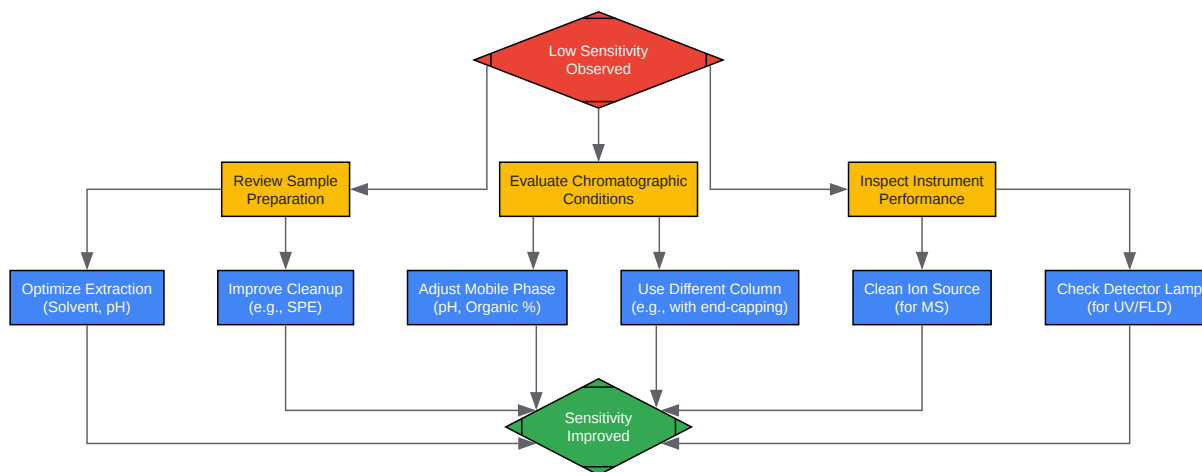 Low Sensitivity
Observed
Review Sample
Preparation
Evaluate Chromatographic
Conditions
Inspect Instrument
Performance
Optimize Extraction
(Solvent, pH)
Improve Cleanup
(e.g., SPE)
Adjust Mobile Phase
(pH, Organic %)
Use Different Column
(e.g., with end-capping)
Clean Ion Source
(for MS)
Check Detector Lamp
(for UV/FLD)
Sensitivity
Improved